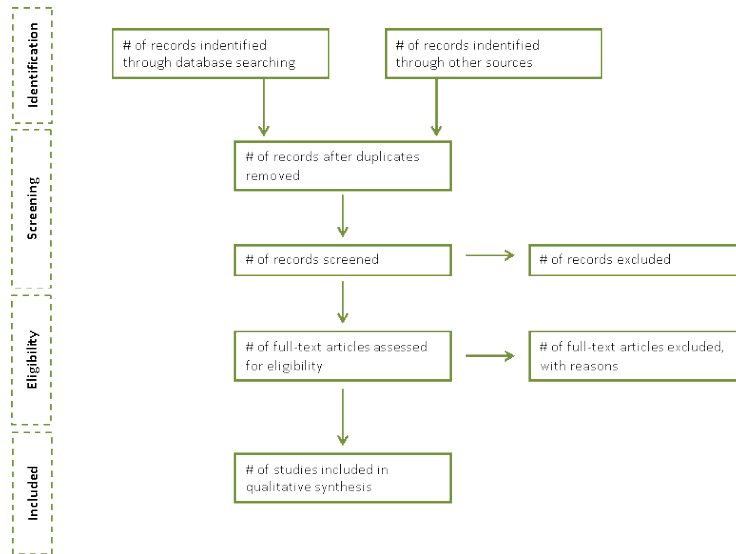 Identification
# of records indentified
through database searching
# of records indentified
through other sources
Screening
# of records after duplicates
removed
# of records screened
# of records excluded
Eligibility
# of full-text articles assessed
for eligibility
# of full-text articles excluded,
with reasons
Included
# of studies included in
qualitative synthesis